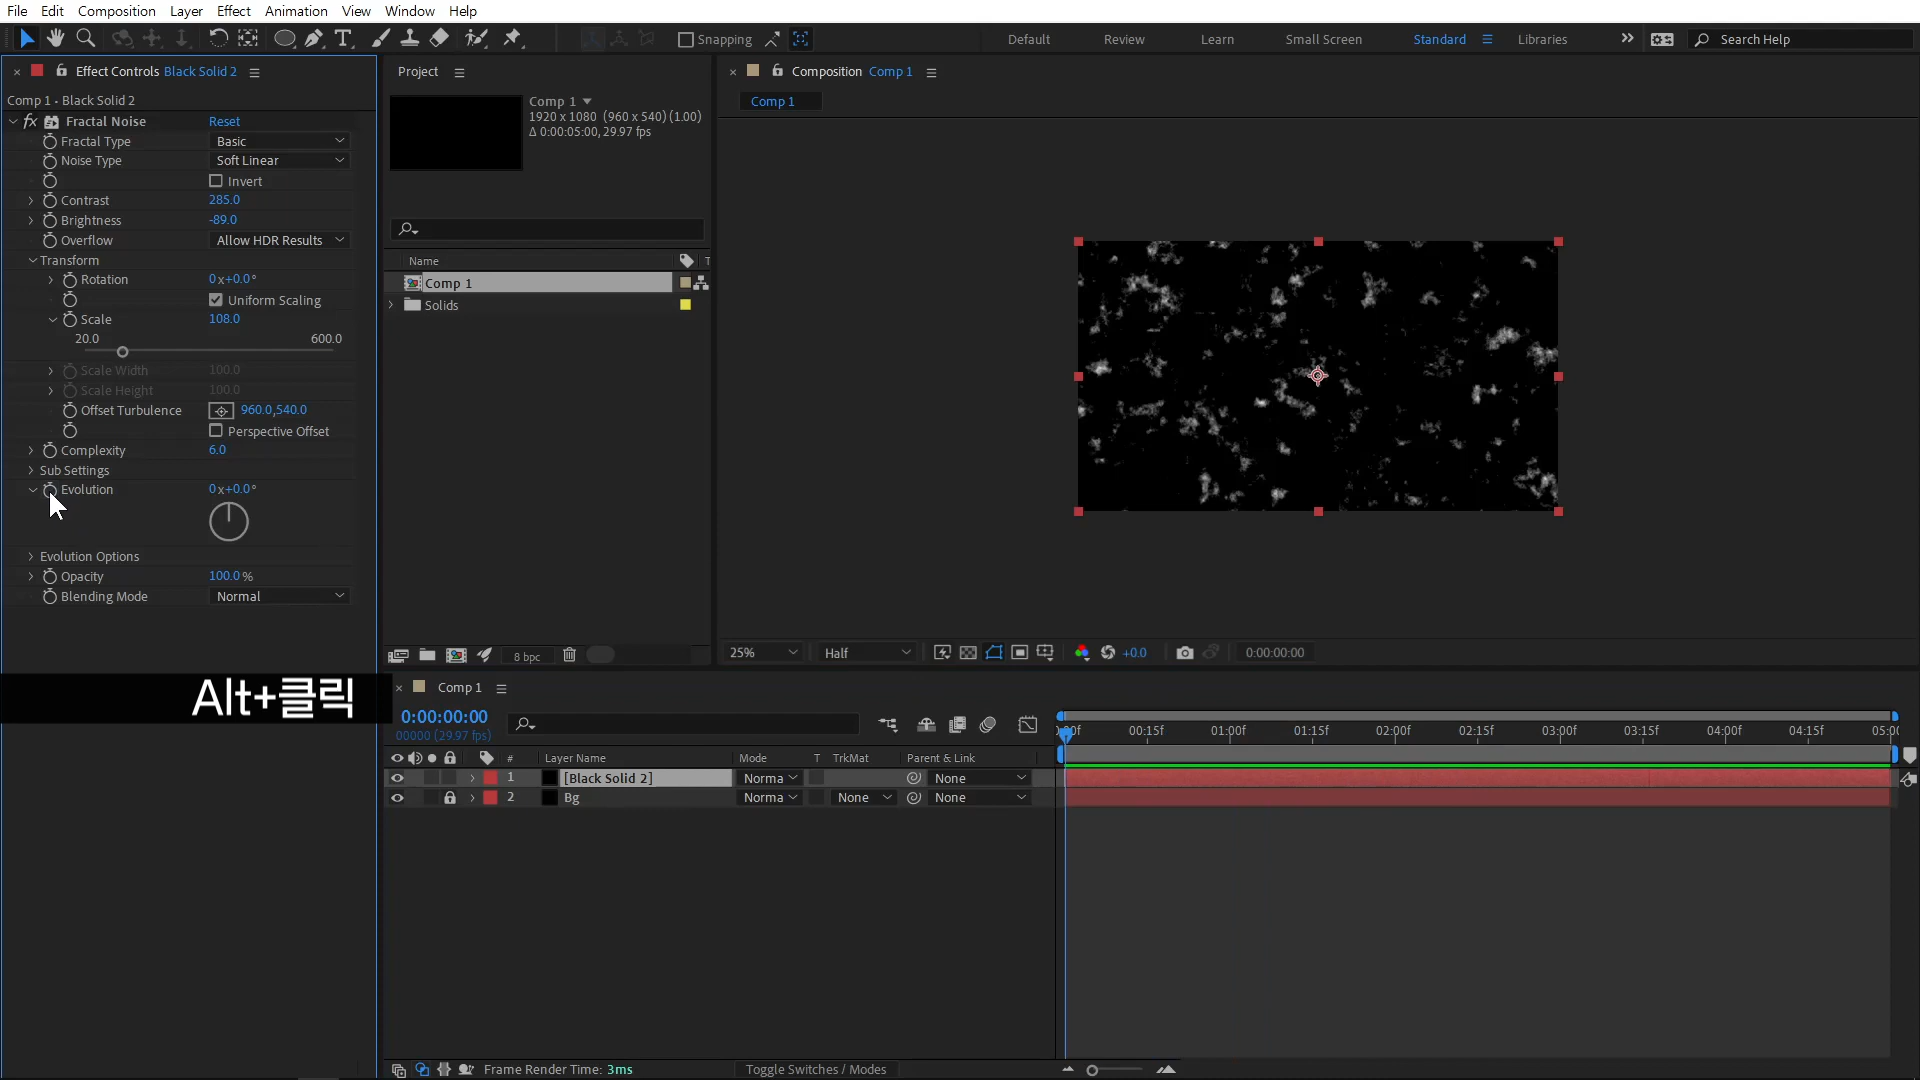 File Edit Composition Layer Effect Animation View Window Help
Snapping Default Review Learn Small Screen Standard Libraries Search Help
Effect Controls Black Solid 2
Project
Composition Comp 1
Comp 1 • Black Solid 2
Comp 1
1920 x 1080 (960 x 540) (1.00)
Δ 0:00:05:00, 29.97 fps
Comp 1
fx Fractal Noise Reset
Fractal Type Basic
Noise Type Soft Linear
Invert
Contrast 285.0
Brightness -89.0
Overflow Allow HDR Results
Transform
Rotation 0x+0.0°
Uniform Scaling
Scale 108.0
20.0 600.0
Scale Width 100.0
Scale Height 100.0
Offset Turbulence 960.0,540.0
Perspective Offset
Complexity 6.0
Sub Settings
Evolution 0x+0.0°
Evolution Options
Opacity 100.0%
Blending Mode Normal
Name T
Comp 1
Solids
8 bpc
25% Half +0.0 0:00:00:00
Alt+클릭
Comp 1
0:00:00:00
00000 (29.97 fps)
00f 00:15f 01:00f 01:15f 02:00f 02:15f 03:00f 03:15f 04:00f 04:15f 05:00
# Layer Name Mode T TrkMat Parent & Link
1 [Black Solid 2] Norma None
2 Bg Norma None None
Frame Render Time: 3ms Toggle Switches / Modes